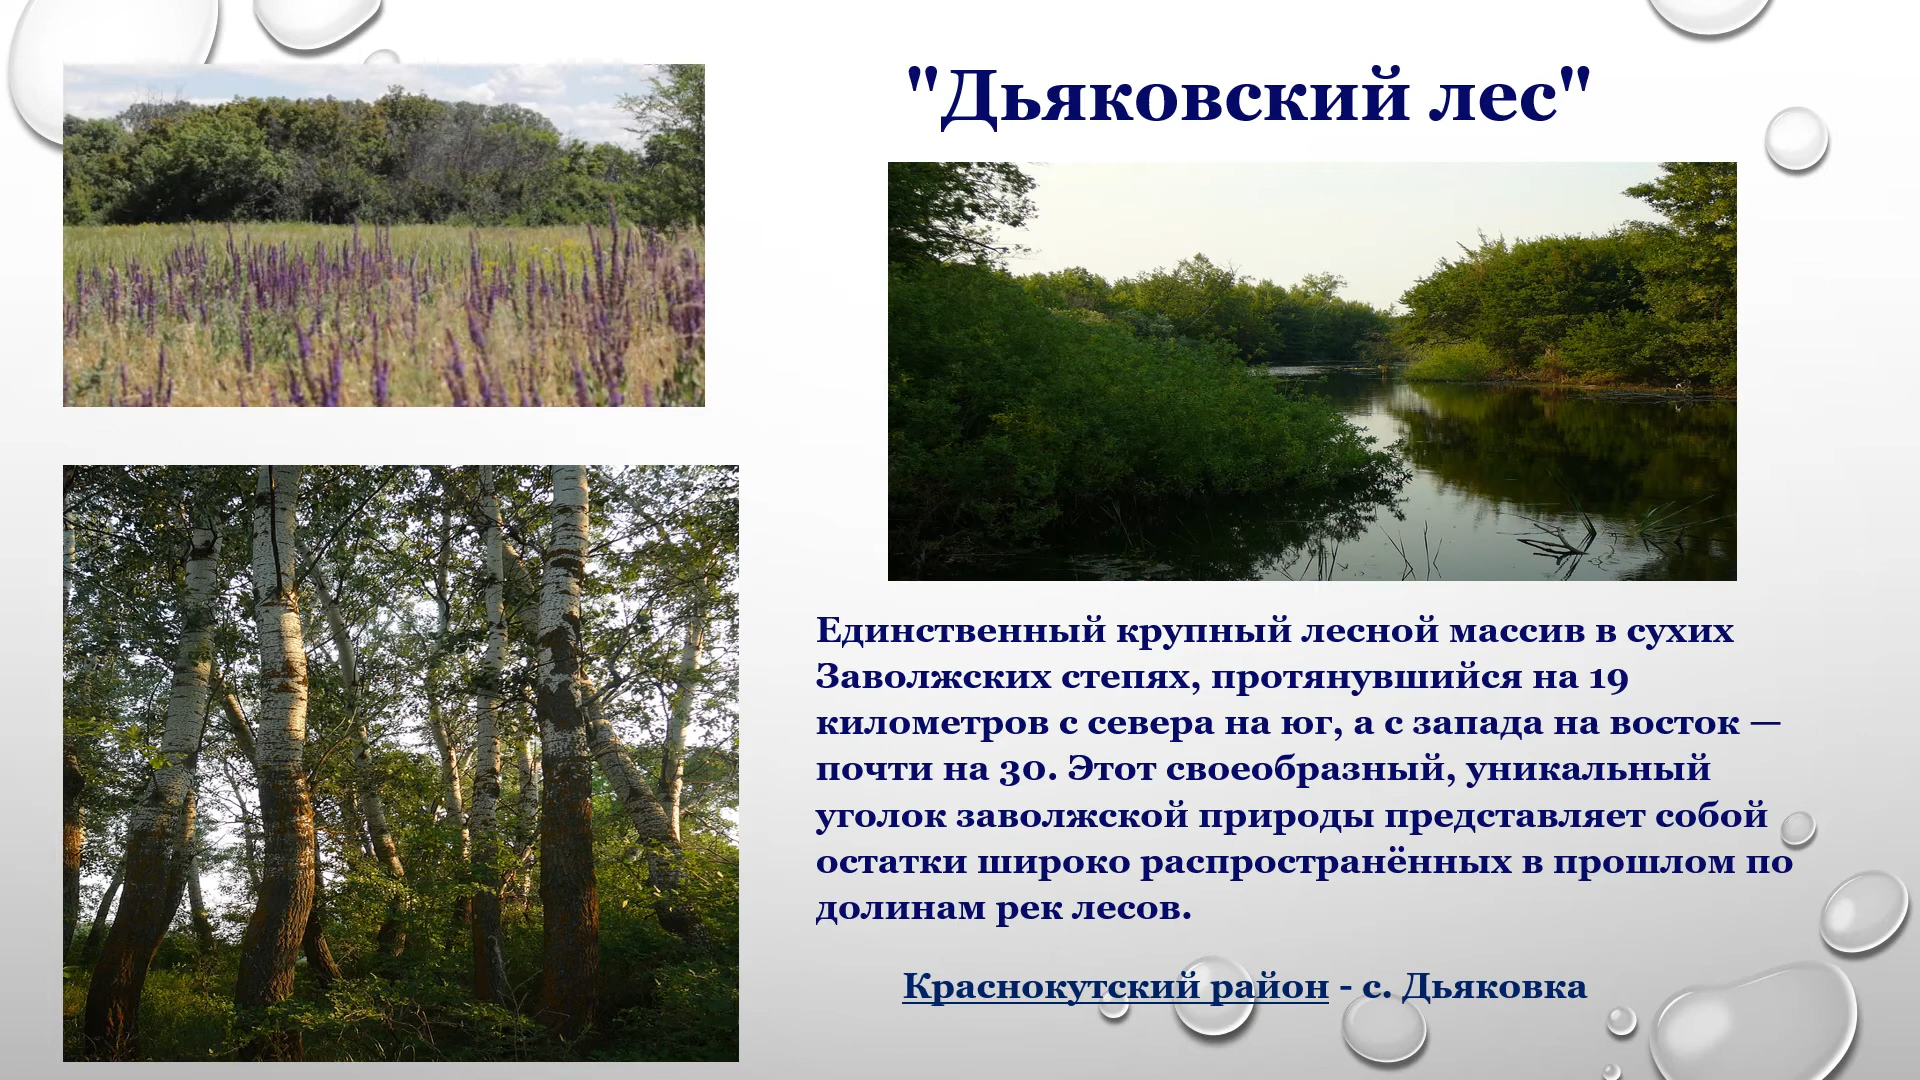 "Дьяковский лес"
Единственный крупный лесной массив в сухих
Заволжских степях, протянувшийся на 19
километров с севера на юг, а с запада на восток —
почти на 30. Этот своеобразный, уникальный
уголок заволжской природы представляет собой
остатки широко распространённых в прошлом по
долинам рек лесов.
Краснокутский район - с. Дьяковка